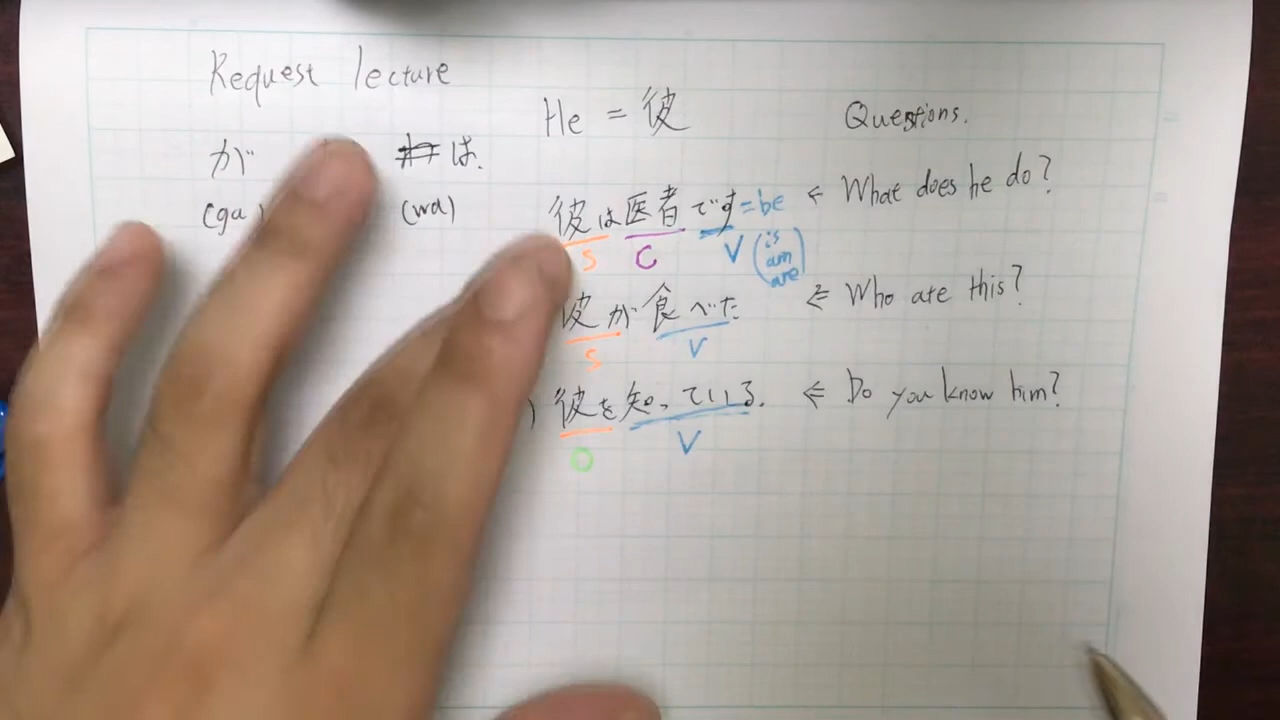 Request lecture
He = 彼
Questions.
が は.
(ga) (wa)
彼は医者です=be ← What does he do?
S C V (is am are)
彼が食べた ⇐ Who ate this?
S V
) 彼を知っている. ⇐ Do you know him?
O V